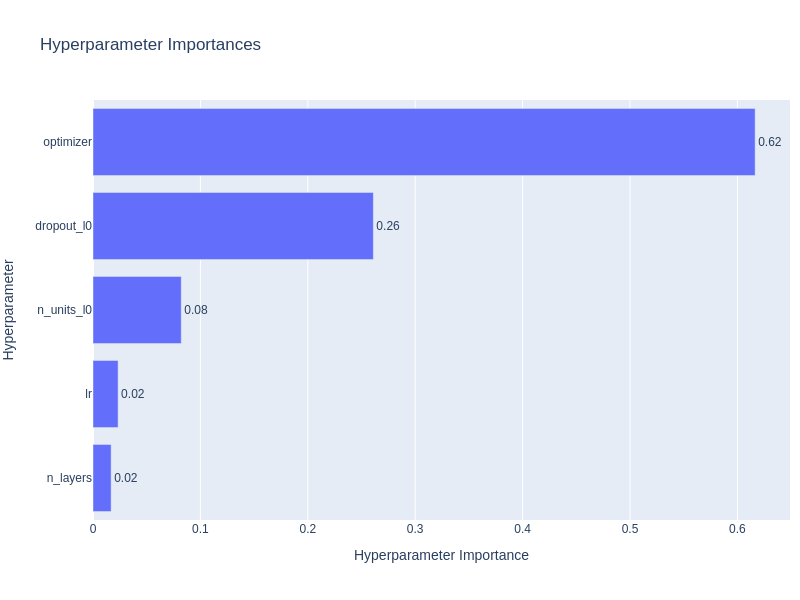 Hyperparameter Importances
optimizer
0.62
dropout_l0
0.26
n_units_l0
0.08
lr
0.02
n_layers
0.02
Hyperparameter
0
0.1
0.2
0.3
0.4
0.5
0.6
Hyperparameter Importance